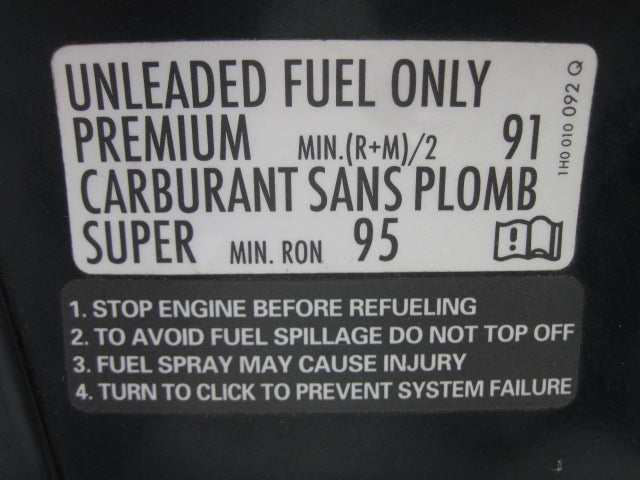 UNLEADED FUEL ONLY
PREMIUM MIN.(R+M)/2 91
CARBURANT SANS PLOMB
SUPER MIN. RON 95
1H0 010 092 Q
1. STOP ENGINE BEFORE REFUELING
2. TO AVOID FUEL SPILLAGE DO NOT TOP OFF
3. FUEL SPRAY MAY CAUSE INJURY
4. TURN TO CLICK TO PREVENT SYSTEM FAILURE